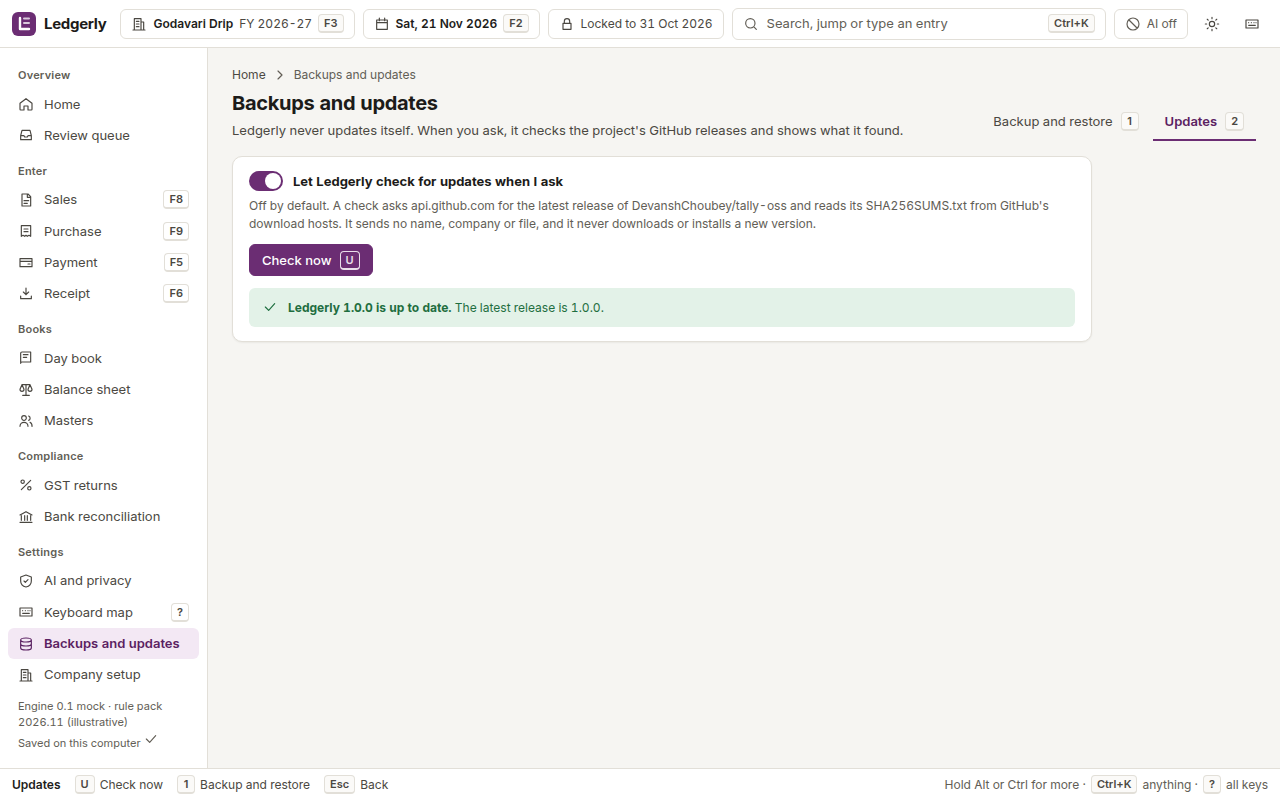 Ledgerly
Godavari Drip FY 2026-27 F3
Sat, 21 Nov 2026 F2
Locked to 31 Oct 2026
Search, jump or type an entry Ctrl+K
AI off
Overview
Home
Review queue
Enter
Sales F8
Purchase F9
Payment F5
Receipt F6
Books
Day book
Balance sheet
Masters
Compliance
GST returns
Bank reconciliation
Settings
AI and privacy
Keyboard map ?
Backups and updates
Company setup
Engine 0.1 mock · rule pack
2026.11 (illustrative)
Saved on this computer
Home > Backups and updates
Backups and updates
Ledgerly never updates itself. When you ask, it checks the project's GitHub releases and shows what it found.
Backup and restore 1
Updates 2
Let Ledgerly check for updates when I ask
Off by default. A check asks api.github.com for the latest release of DevanshChoubey/tally-oss and reads its SHA256SUMS.txt from GitHub's
download hosts. It sends no name, company or file, and it never downloads or installs a new version.
Check now U
Ledgerly 1.0.0 is up to date. The latest release is 1.0.0.
Updates U Check now 1 Backup and restore Esc Back
Hold Alt or Ctrl for more · Ctrl+K anything · ? all keys